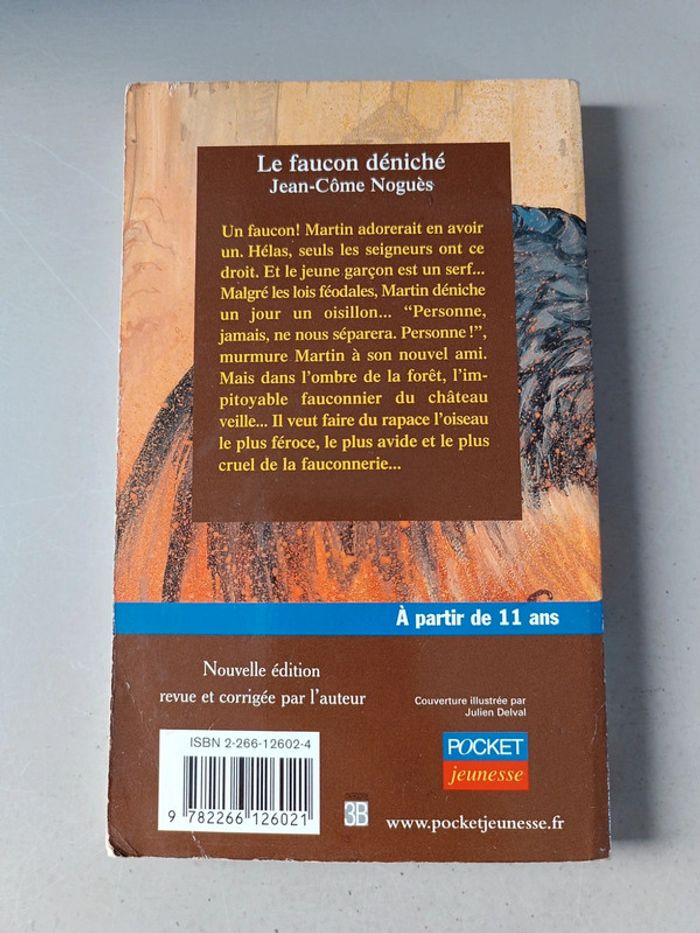 Le faucon déniché
Jean-Côme Noguès
Un faucon! Martin adorerait en avoir
un. Hélas, seuls les seigneurs ont ce
droit. Et le jeune garçon est un serf...
Malgré les lois féodales, Martin déniche
un jour un oisillon... “Personne,
jamais, ne nous séparera. Personne !”,
murmure Martin à son nouvel ami.
Mais dans l’ombre de la forêt, l’im-
pitoyable fauconnier du château
veille... Il veut faire du rapace l’oiseau
le plus féroce, le plus avide et le plus
cruel de la fauconnerie...
À partir de 11 ans
Nouvelle édition
revue et corrigée par l’auteur
Couverture illustrée par
Julien Delval
ISBN 2-266-12602-4
9 782266 126021
3B
POCKET
jeunesse
www.pocketjeunesse.fr